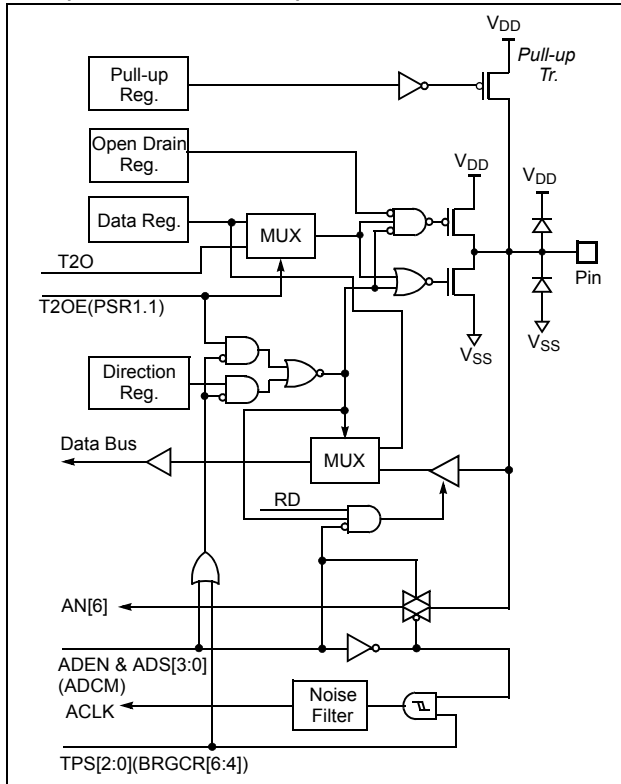 VDD
Pull-up
Tr.
Pull-up
Reg.
Open Drain
Reg.
VDD
VDD
Data Reg.
MUX
T2O
Pin
T2OE(PSR1.1)
VSS
VSS
Direction
Reg.
Data Bus
MUX
RD
AN[6]
ADEN & ADS[3:0]
(ADCM)
Noise
Filter
ACLK
TPS[2:0](BRGCR[6:4])